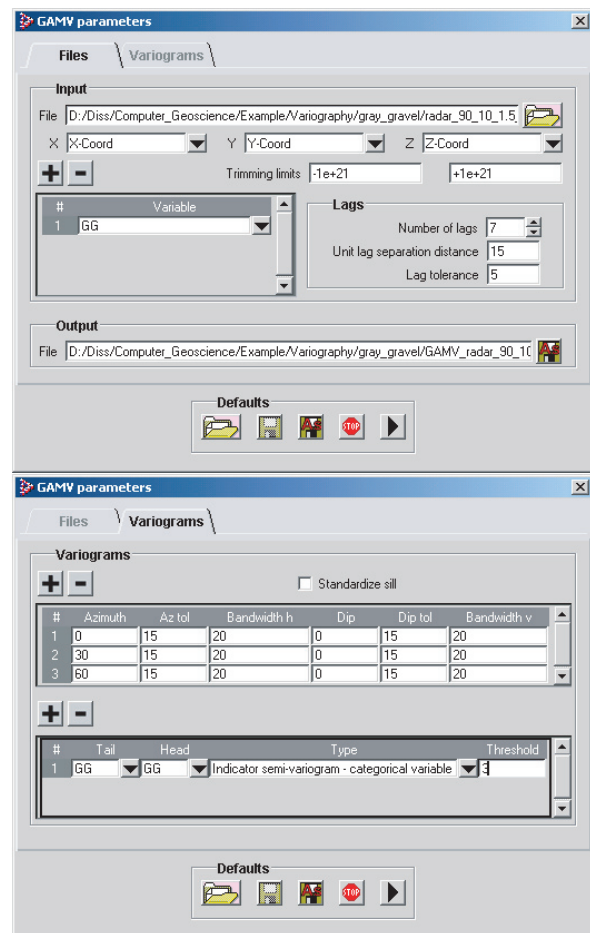 GAMV parameters
Files Variograms
Input
File D:/Diss/Computer_Geoscience/Example/Variography/gray_gravel/radar_90_10_1.5_
X X-Coord Y Y-Coord Z Z-Coord
Trimming limits -1e+21 +1e+21
# Variable
1 GG
Lags
Number of lags 7
Unit lag separation distance 15
Lag tolerance 5
Output
File D:/Diss/Computer_Geoscience/Example/Variography/gray_gravel/GAMV_radar_90_10
Defaults
STOP
GAMV parameters
Files Variograms
Variograms
Standardize sill
# Azimuth Az tol Bandwidth h Dip Dip tol Bandwidth v
1 0 15 20 0 15 20
2 30 15 20 0 15 20
3 60 15 20 0 15 20
# Tail Head Type Threshold
1 GG GG Indicator semi-variogram - categorical variable 3
Defaults
STOP